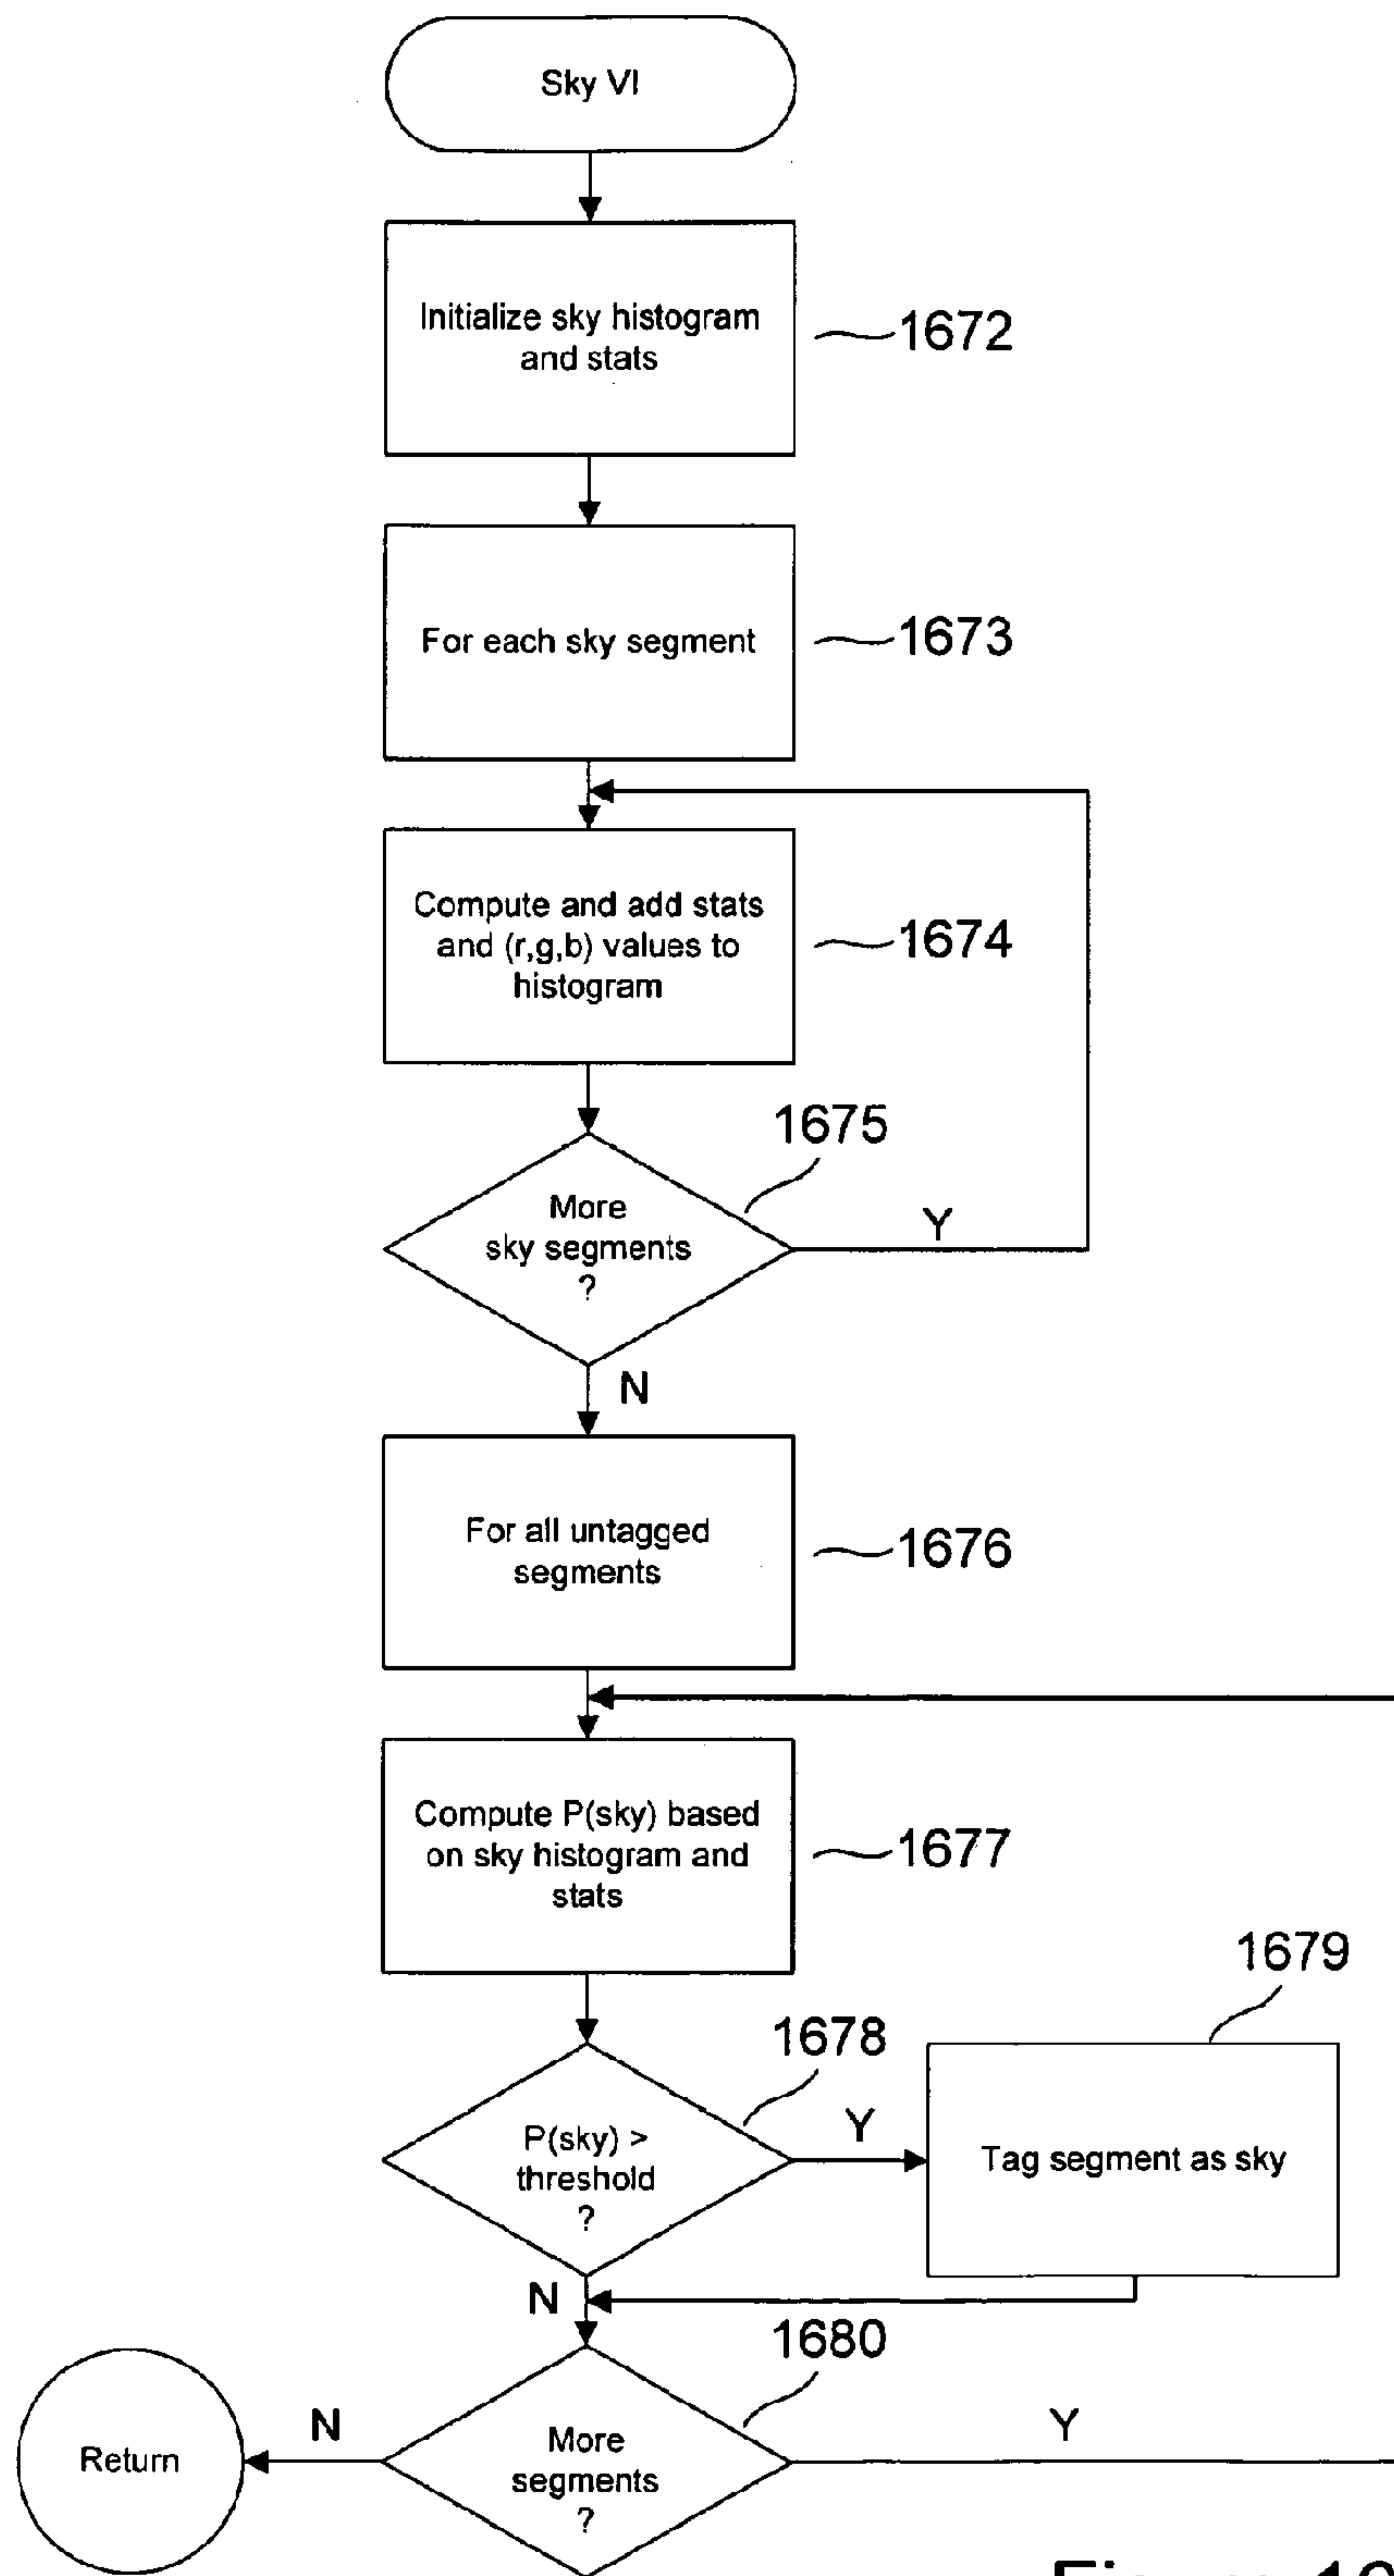 Sky VI
Initialize sky histogram
and stats
1672
For each sky segment
1673
Compute and add stats
and (r,g,b) values to
histogram
1674
1675
More
sky segments
?
Y
N
For all untagged
segments
1676
Compute P(sky) based
on sky histogram and
stats
1677
1679
1678
P(sky) >
threshold
?
Y
Tag segment as sky
N
1680
More
segments
?
N
Y
Return